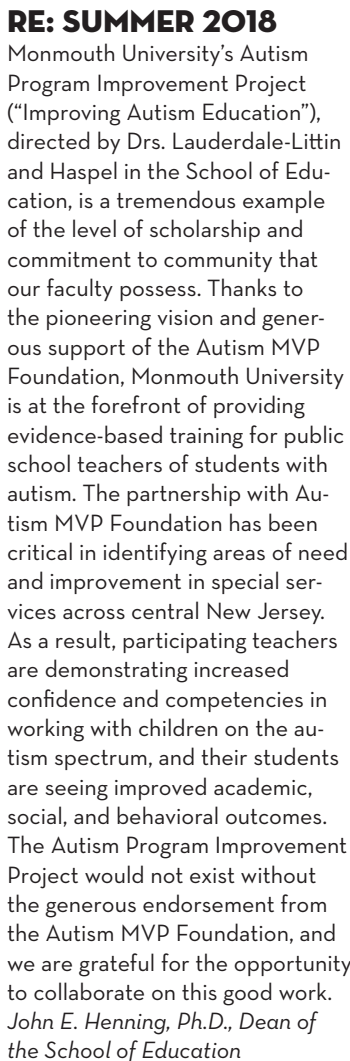 RE: SUMMER 2018
Monmouth University’s Autism
Program Improvement Project
(“Improving Autism Education”),
directed by Drs. Lauderdale-Littin
and Haspel in the School of Edu-
cation, is a tremendous example
of the level of scholarship and
commitment to community that
our faculty possess. Thanks to
the pioneering vision and gener-
ous support of the Autism MVP
Foundation, Monmouth University
is at the forefront of providing
evidence-based training for public
school teachers of students with
autism. The partnership with Au-
tism MVP Foundation has been
critical in identifying areas of need
and improvement in special ser-
vices across central New Jersey.
As a result, participating teachers
are demonstrating increased
confidence and competencies in
working with children on the au-
tism spectrum, and their students
are seeing improved academic,
social, and behavioral outcomes.
The Autism Program Improvement
Project would not exist without
the generous endorsement from
the Autism MVP Foundation, and
we are grateful for the opportunity
to collaborate on this good work.
John E. Henning, Ph.D., Dean of
the School of Education